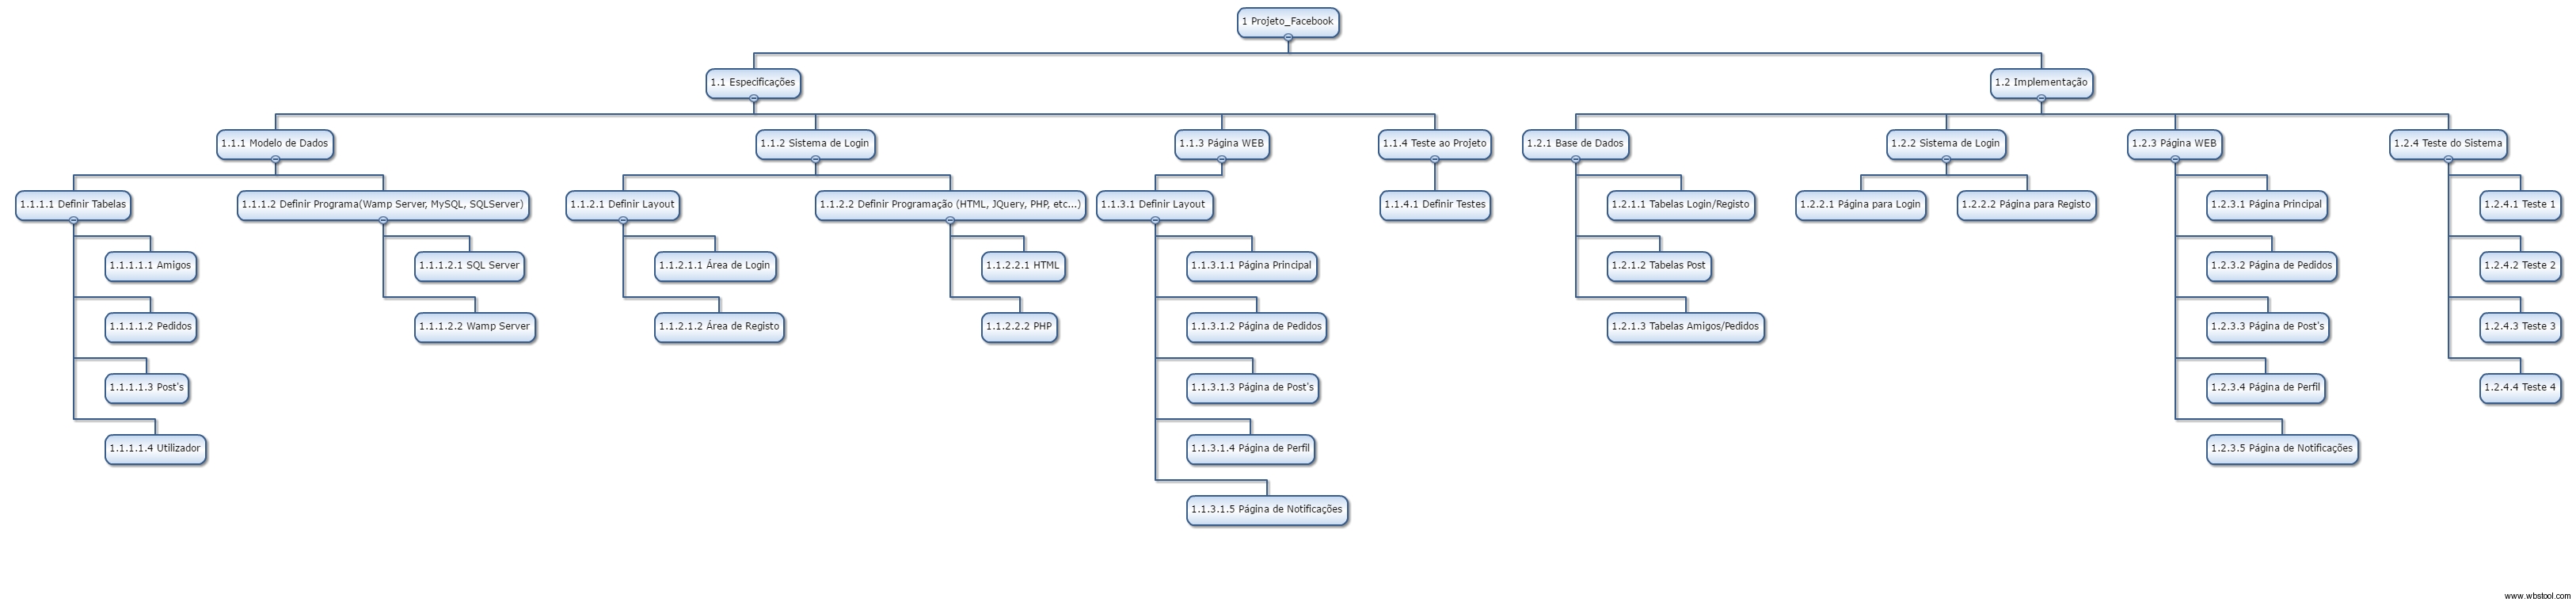 1 Projeto_Facebook
1.1 Especificações
1.2 Implementação
1.1.1 Modelo de Dados
1.1.2 Sistema de Login
1.1.3 Página WEB
1.1.4 Teste ao Projeto
1.2.1 Base de Dados
1.2.2 Sistema de Login
1.2.3 Página WEB
1.2.4 Teste do Sistema
1.1.1.1 Definir Tabelas
1.1.1.2 Definir Programa(Wamp Server, MySQL, SQLServer)
1.1.2.1 Definir Layout
1.1.2.2 Definir Programação (HTML, JQuery, PHP, etc...)
1.1.3.1 Definir Layout
1.1.4.1 Definir Testes
1.2.1.1 Tabelas Login/Registo
1.2.2.1 Página para Login
1.2.2.2 Página para Registo
1.2.3.1 Página Principal
1.2.4.1 Teste 1
1.1.1.1.1 Amigos
1.1.1.2.1 SQL Server
1.1.2.1.1 Área de Login
1.1.2.2.1 HTML
1.1.3.1.1 Página Principal
1.2.1.2 Tabelas Post
1.2.3.2 Página de Pedidos
1.2.4.2 Teste 2
1.1.1.1.2 Pedidos
1.1.1.2.2 Wamp Server
1.1.2.1.2 Área de Registo
1.1.2.2.2 PHP
1.1.3.1.2 Página de Pedidos
1.2.1.3 Tabelas Amigos/Pedidos
1.2.3.3 Página de Post's
1.2.4.3 Teste 3
1.1.1.1.3 Post's
1.1.3.1.3 Página de Post's
1.2.3.4 Página de Perfil
1.2.4.4 Teste 4
1.1.1.1.4 Utilizador
1.1.3.1.4 Página de Perfil
1.2.3.5 Página de Notificações
1.1.3.1.5 Página de Notificações
www.wbstool.com